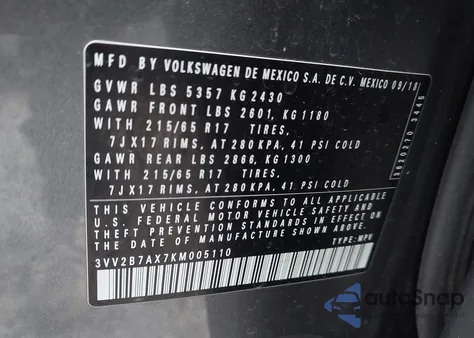 MFD BY VOLKSWAGEN DE MEXICO S.A. DE C.V. MEXICO 09/18
GVWR LBS 5357 KG 2430
GAWR FRONT LBS 2601, KG 1180
WITH 215/65 R17 TIRES,
7JX17 RIMS, AT 280 KPA, 41 PSI COLD
GAWR REAR LBS 2866, KG 1300
WITH 215/65 R17 TIRES,
7JX17 RIMS, AT 280 KPA, 41 PSI COLD
THIS VEHICLE CONFORMS TO ALL APPLICABLE
U.S. FEDERAL MOTOR VEHICLE SAFETY AND
THEFT PREVENTION STANDARDS IN EFFECT ON
THE DATE OF MANUFACTURE SHOWN ABOVE.
3VV2B7AX7KM005110 TYPE: MPV
autoSnap